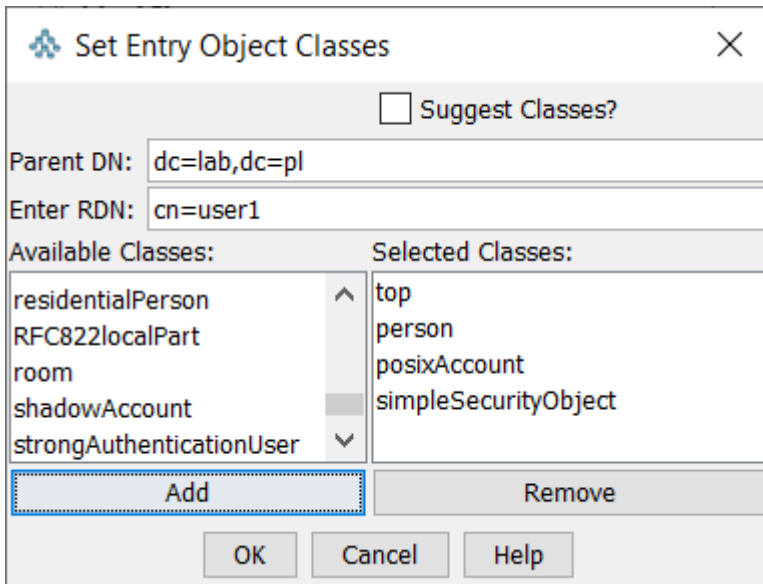 Set Entry Object Classes
Suggest Classes?
Parent DN: dc=lab,dc=pl
Enter RDN: cn=user1
Available Classes:
residentialPerson
RFC822localPart
room
shadowAccount
strongAuthenticationUser
Selected Classes:
top
person
posixAccount
simpleSecurityObject
Add
Remove
OK
Cancel
Help